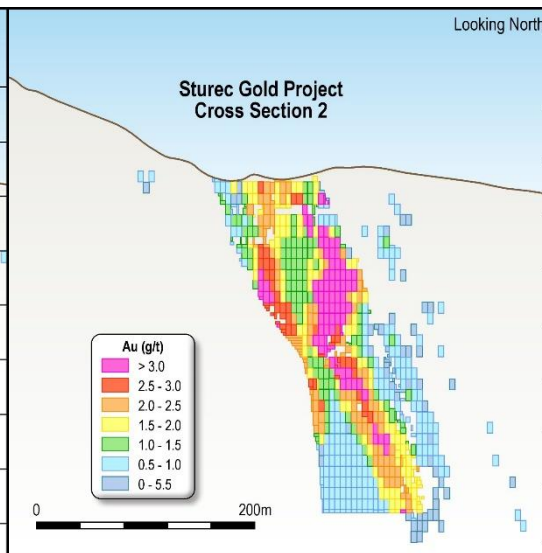 Looking North
Sturec Gold Project
Cross Section 2
Au (g/t)
> 3.0
2.5 - 3.0
2.0 - 2.5
1.5 - 2.0
1.0 - 1.5
0.5 - 1.0
0 - 5.5
0
200m